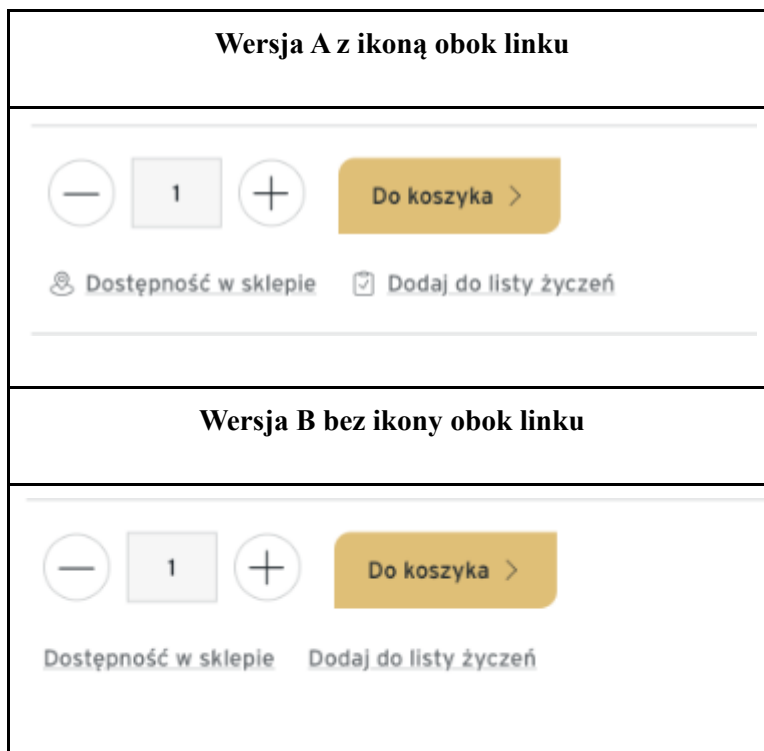 Wersja A z ikoną obok linku
1 Do koszyka
Dostępność w sklepie Dodaj do listy życzeń
Wersja B bez ikony obok linku
1 Do koszyka
Dostępność w sklepie Dodaj do listy życzeń